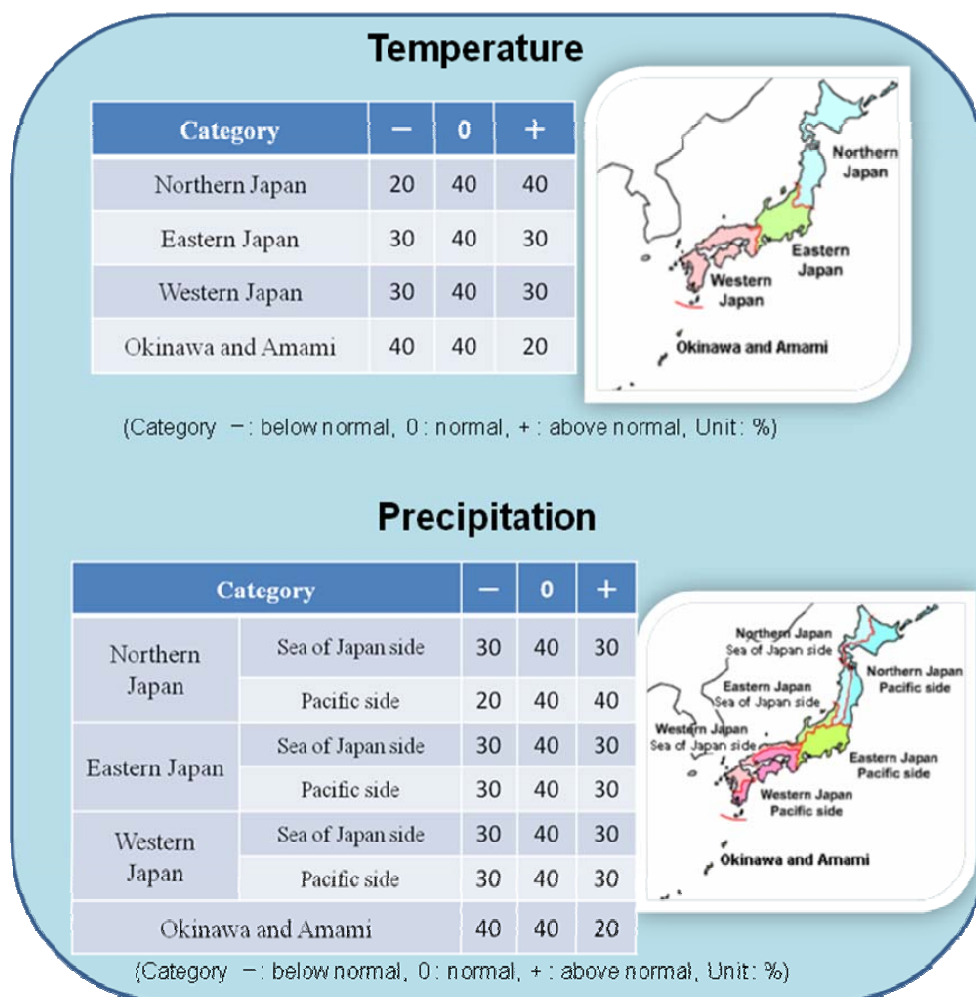 Temperature
Category − 0 +
Northern Japan 20 40 40
Eastern Japan 30 40 30
Western Japan 30 40 30
Okinawa and Amami 40 40 20
Northern
Japan
Eastern
Japan
Western
Japan
Okinawa and Amami
(Category −: below normal, 0: normal, +: above normal, Unit: %)
Precipitation
Category − 0 +
Northern
Japan
Sea of Japan side 30 40 30
Pacific side 20 40 40
Eastern Japan
Sea of Japan side 30 40 30
Pacific side 30 40 30
Western
Japan
Sea of Japan side 30 40 30
Pacific side 30 40 30
Okinawa and Amami 40 40 20
Northern Japan
Sea of Japan side
Northern Japan
Pacific side
Eastern Japan
Sea of Japan side
Western Japan
Sea of Japan side
Eastern Japan
Pacific side
Western Japan
Pacific side
Okinawa and Amami
(Category −: below normal, 0: normal, +: above normal, Unit: %)